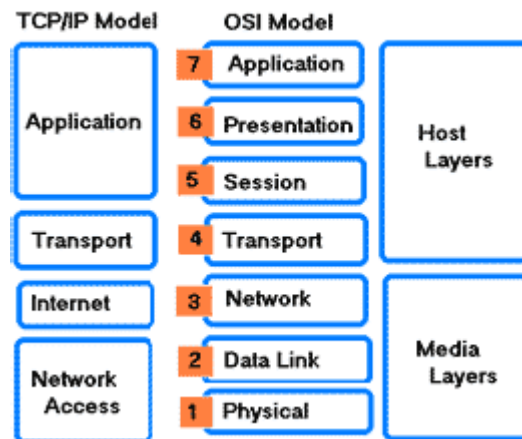 TCP/IP Model
OSI Model
Application
7 Application
6 Presentation
5 Session
Host
Layers
Transport
4 Transport
Internet
3 Network
Network
Access
2 Data Link
1 Physical
Media
Layers